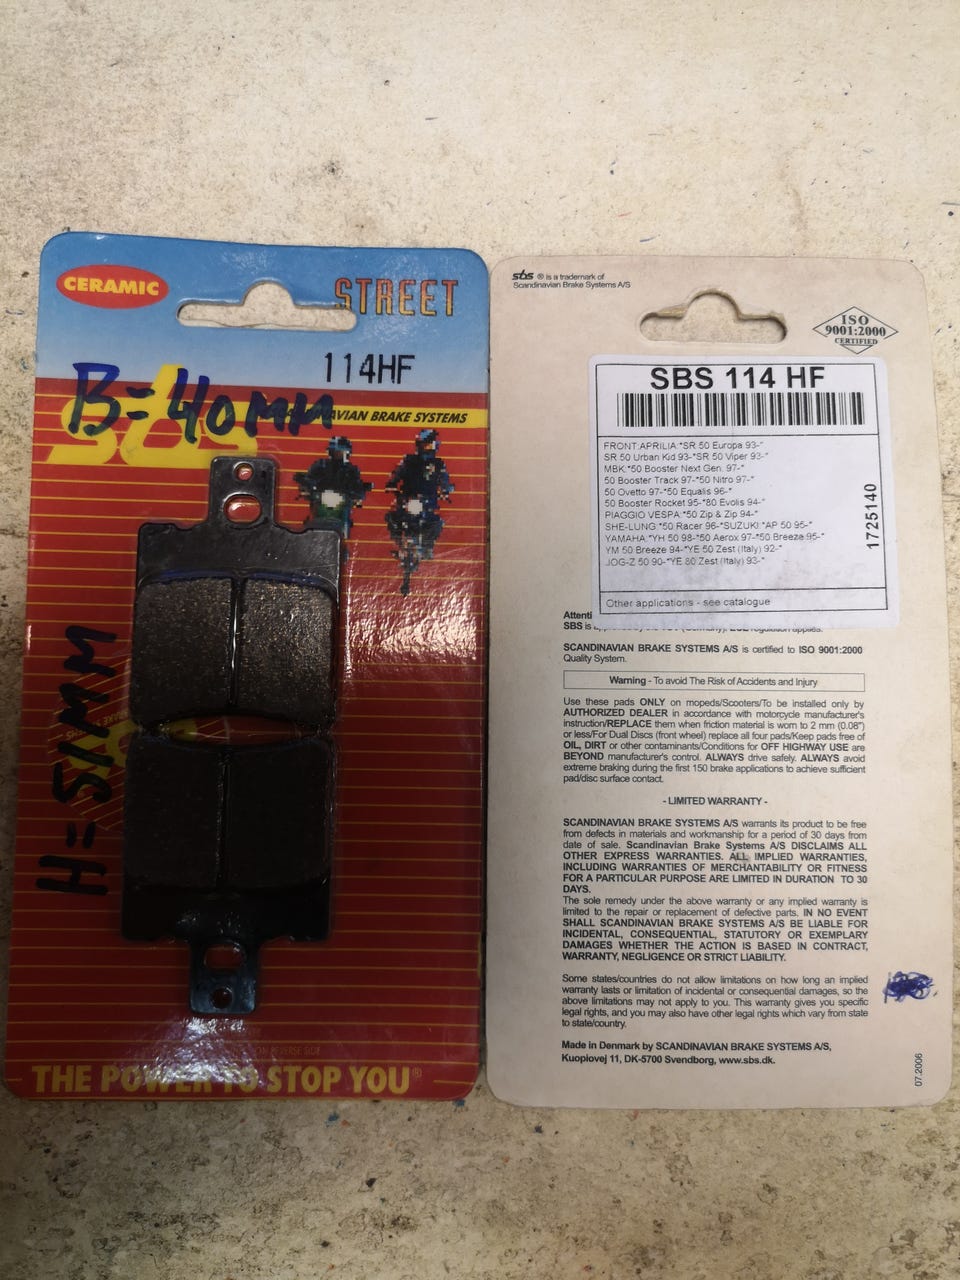 CERAMIC
STREET
114HF
B=40mm
SCANDINAVIAN BRAKE SYSTEMS
sbs
H=51MM
ON REVERSE SIDE
THE POWER TO STOP YOU®
sbs ® is a trademark of
Scandinavian Brake Systems A/S
ISO
9001:2000
CERTIFIED
SBS 114 HF
FRONT:APRILIA:*SR 50 Europa 93-*
SR 50 Urban Kid 93-*SR 50 Viper 93-*
MBK:*50 Booster Next Gen. 97-*
50 Booster Track 97-*50 Nitro 97-*
50 Ovetto 97-*50 Equalis 96-*
50 Booster Rocket 95-*80 Evolis 94-*
PIAGGIO VESPA:*50 Zip & Zip 94-*
SHE-LUNG:*50 Racer 96-*SUZUKI:*AP 50 95-*
YAMAHA:*YH 50 98-*50 Aerox 97-*50 Breeze 95-*
YM 50 Breeze 94-*YE 50 Zest (Italy) 92-*
JOG-Z 50 90-*YE 80 Zest (Italy) 93-*
Other applications - see catalogue
1725140
Attenti
SBS is
SCANDINAVIAN BRAKE SYSTEMS A/S is certified to ISO 9001:2000
Quality System.
Warning - To avoid The Risk of Accidents and Injury
Use these pads ONLY on mopeds/Scooters/To be installed only by
AUTHORIZED DEALER in accordance with motorcycle manufacturer's
instruction/REPLACE them when friction material is worn to 2 mm (0.08")
or less/For Dual Discs (front wheel) replace all four pads/Keep pads free of
OIL, DIRT or other contaminants/Conditions for OFF HIGHWAY USE are
BEYOND manufacturer's control. ALWAYS drive safely. ALWAYS avoid
extreme braking during the first 150 brake applications to achieve sufficient
pad/disc surface contact.
- LIMITED WARRANTY -
SCANDINAVIAN BRAKE SYSTEMS A/S warrants its product to be free
from defects in materials and workmanship for a period of 30 days from
date of sale. Scandinavian Brake Systems A/S DISCLAIMS ALL
OTHER EXPRESS WARRANTIES. ALL IMPLIED WARRANTIES,
INCLUDING WARRANTIES OF MERCHANTABILITY OR FITNESS
FOR A PARTICULAR PURPOSE ARE LIMITED IN DURATION TO 30
DAYS.
The sole remedy under the above warranty or any implied warranty is
limited to the repair or replacement of defective parts. IN NO EVENT
SHALL SCANDINAVIAN BRAKE SYSTEMS A/S BE LIABLE FOR
INCIDENTAL, CONSEQUENTIAL, STATUTORY OR EXEMPLARY
DAMAGES WHETHER THE ACTION IS BASED IN CONTRACT,
WARRANTY, NEGLIGENCE OR STRICT LIABILITY.
Some states/countries do not allow limitations on how long an implied
warranty lasts or limitation of incidental or consequential damages, so the
above limitations may not apply to you. This warranty gives you specific
legal rights, and you may also have other legal rights which vary from state
to state/country.
Made in Denmark by SCANDINAVIAN BRAKE SYSTEMS A/S,
Kuopiovej 11, DK-5700 Svendborg, www.sbs.dk.
07.2006